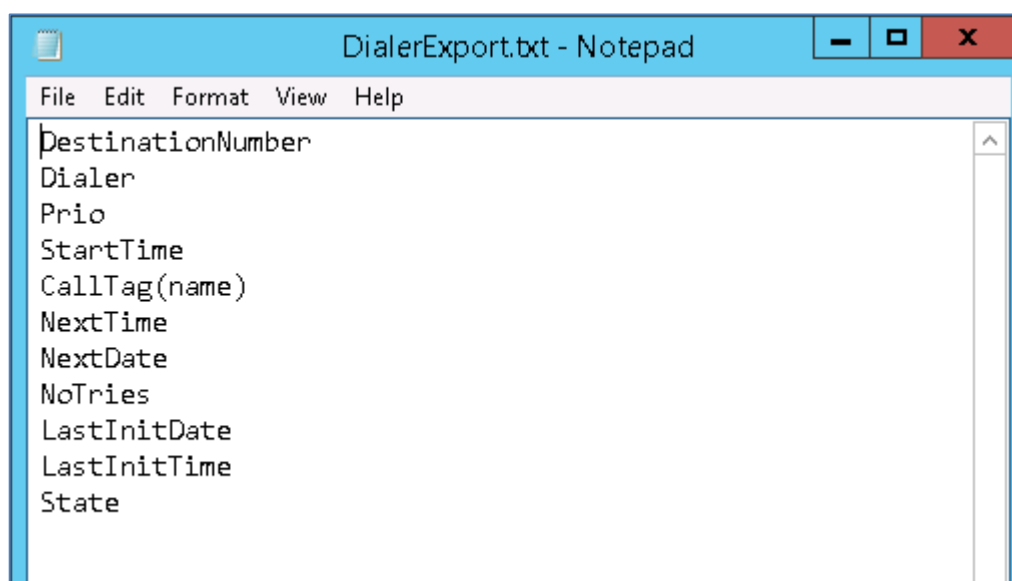 DialerExport.txt - Notepad
File Edit Format View Help
DestinationNumber
Dialer
Prio
StartTime
CallTag(name)
NextTime
NextDate
NoTries
LastInitDate
LastInitTime
State